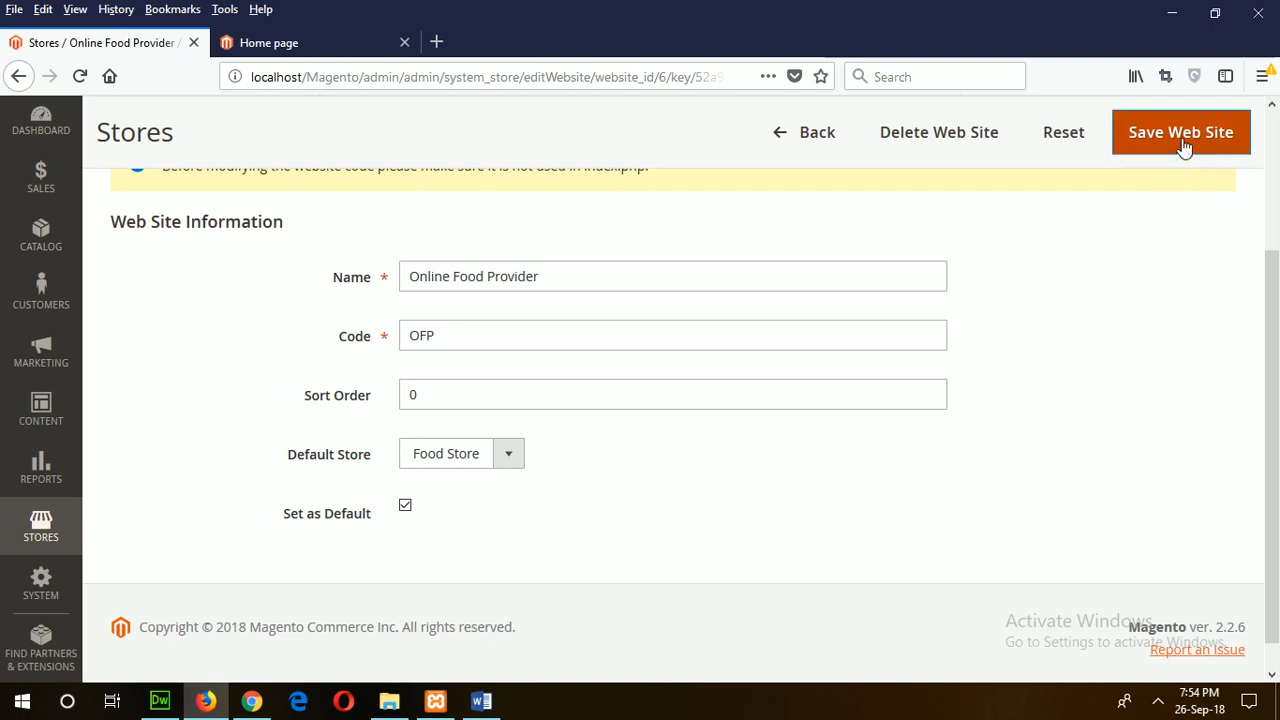 File Edit View History Bookmarks Tools Help
Stores / Online Food Provider /
Home page
localhost/Magento/admin/admin/system_store/editWebsite/website_id/6/key/52a9
Search
DASHBOARD
SALES
CATALOG
CUSTOMERS
MARKETING
CONTENT
REPORTS
STORES
SYSTEM
FIND PARTNERS
& EXTENSIONS
Stores
Back
Delete Web Site
Reset
Save Web Site
Before modifying the website code please make sure it is not used in index.php.
Web Site Information
Name * Online Food Provider
Code * OFP
Sort Order 0
Default Store Food Store
Set as Default
Copyright © 2018 Magento Commerce Inc. All rights reserved.
Activate Windows
Go to Settings to activate Windows.
Magento ver. 2.2.6
Report an Issue
Dw
7:54 PM
26-Sep-18